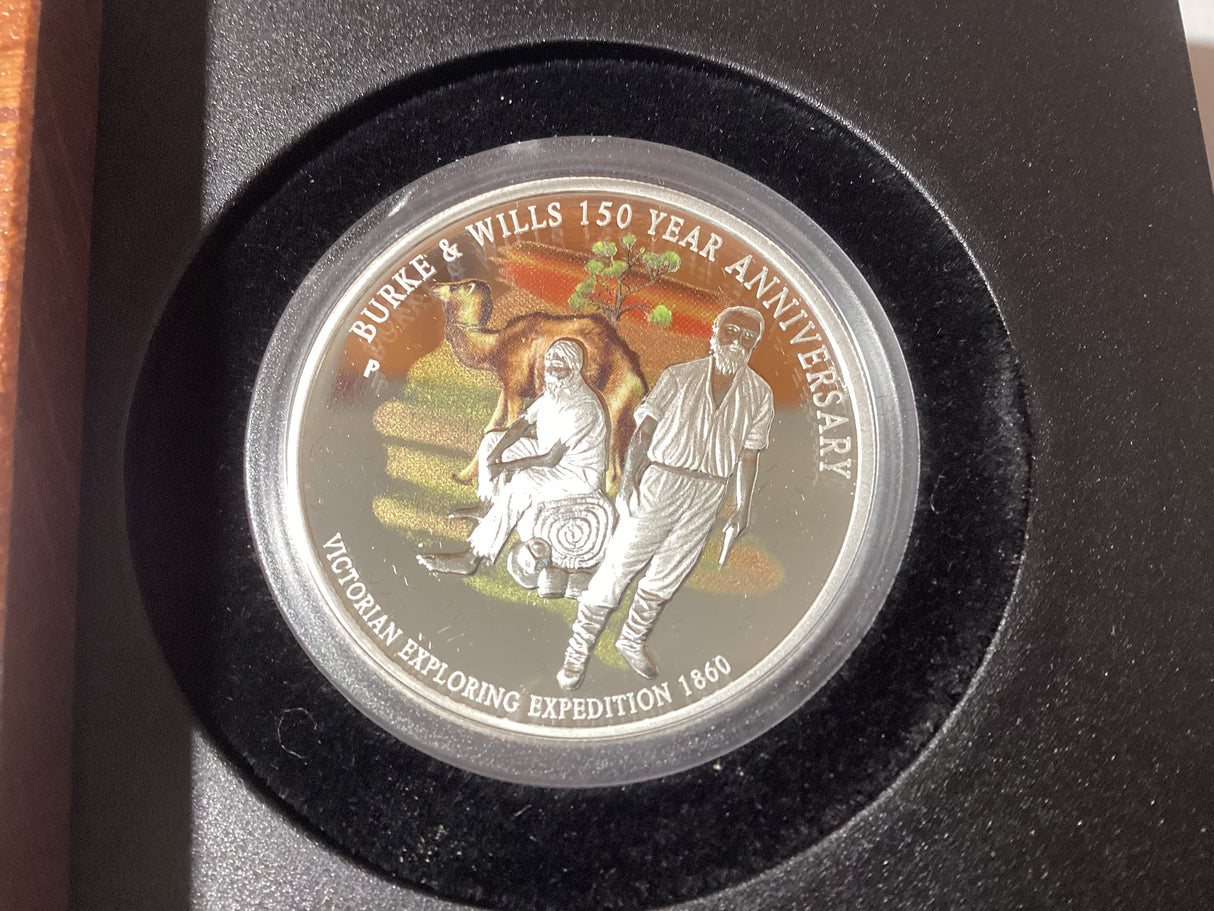 BURKE & WILLS 150 YEAR ANNIVERSARY
P
VICTORIAN EXPLORING EXPEDITION 1860